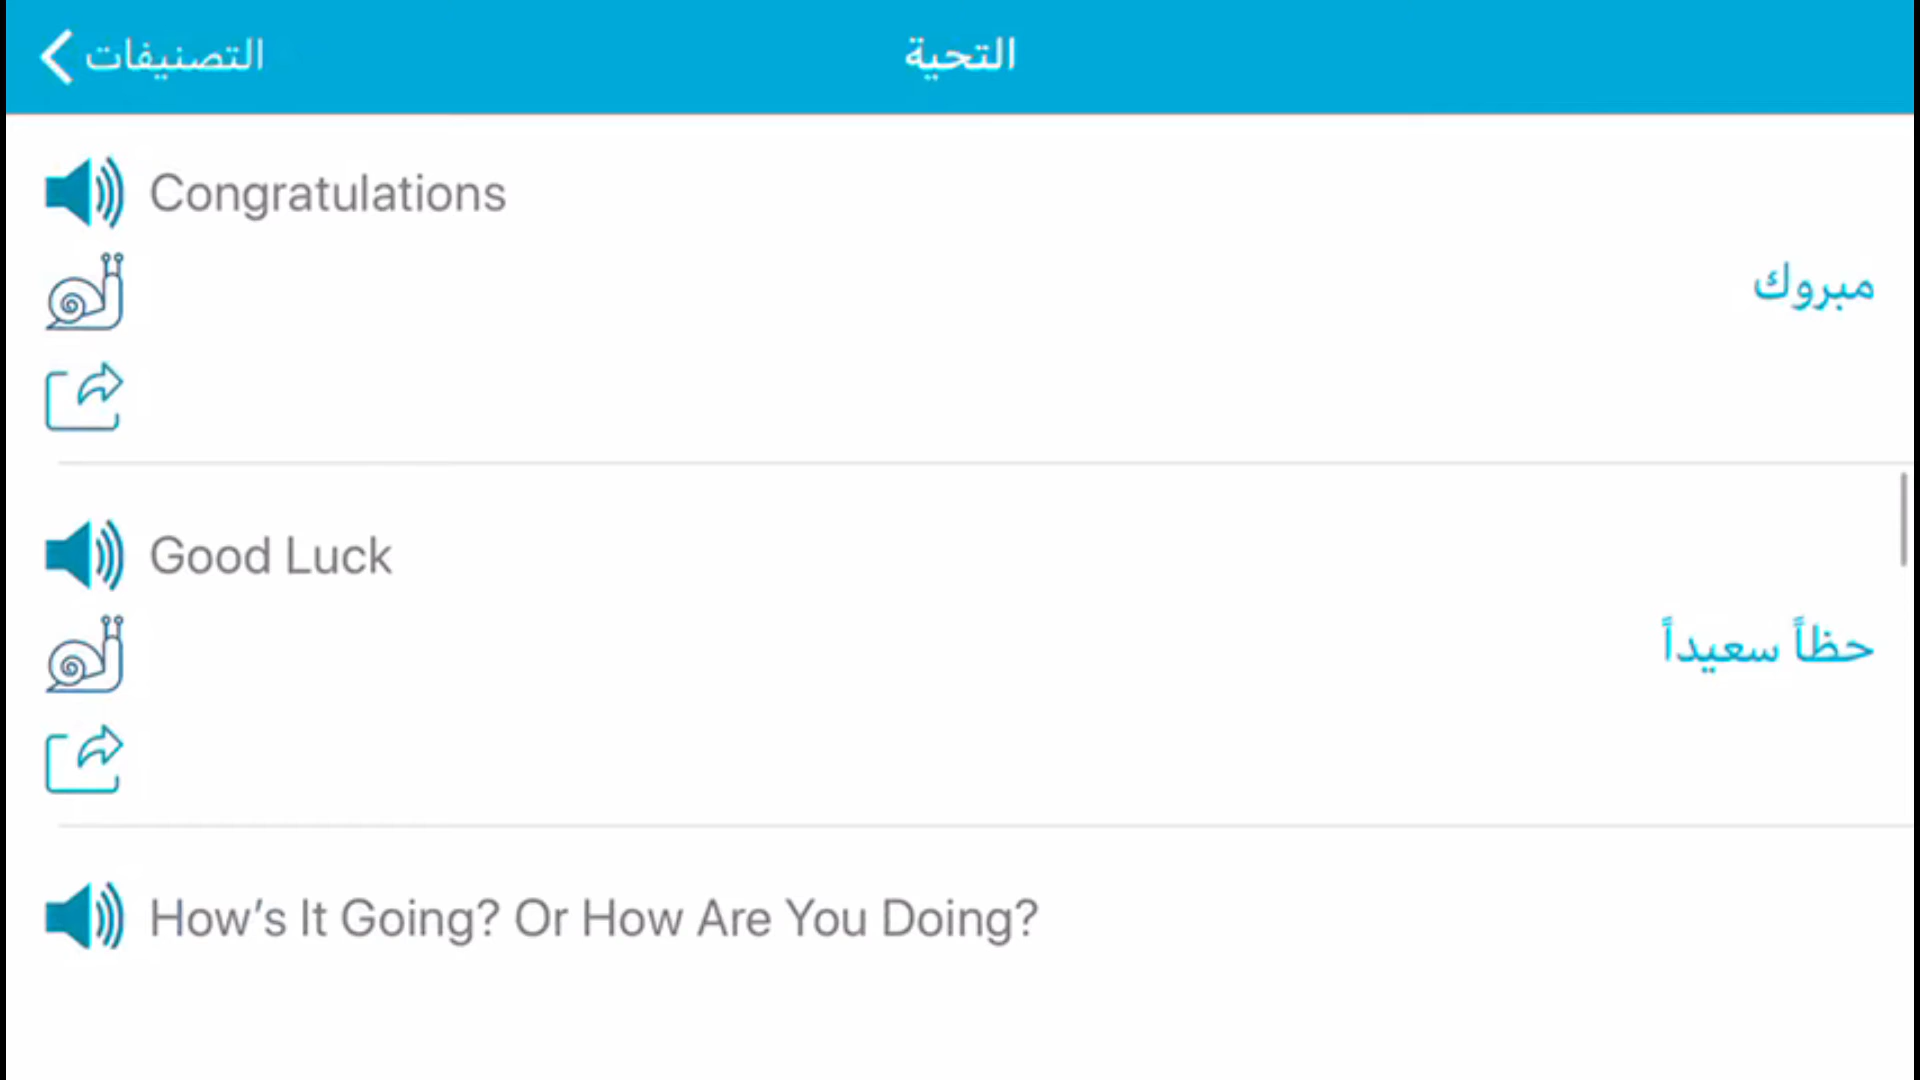 التصنيفات
التحية
Congratulations
مبروك
Good Luck
حظاً سعيداً
How's It Going? Or How Are You Doing?